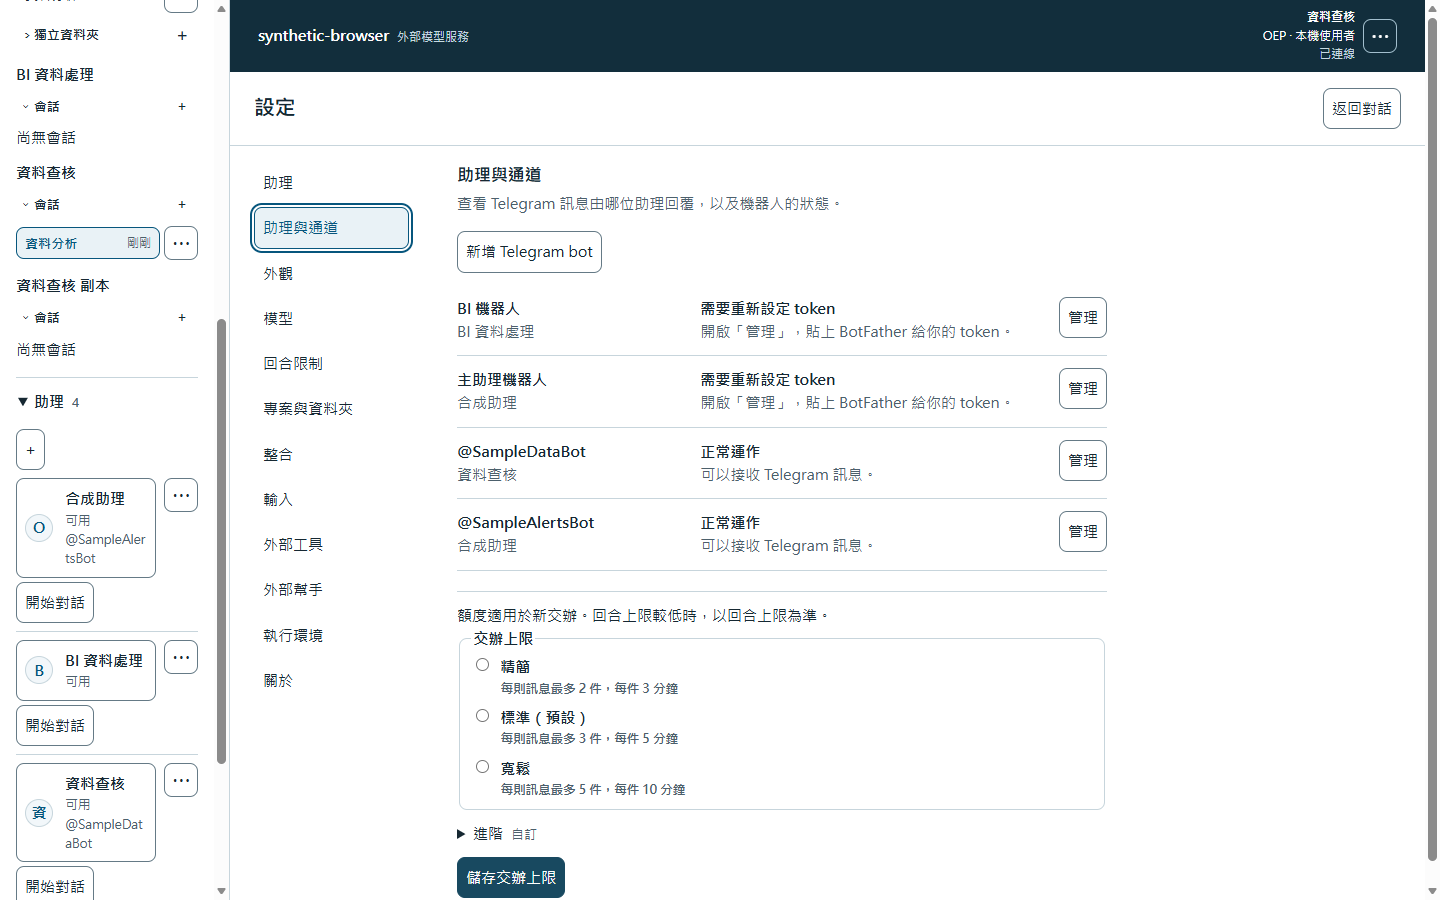 獨立資料夾 +
BI 資料處理
會話 +
尚無會話
資料查核
會話 +
資料分析 剛剛 ...
資料查核 副本
會話 +
尚無會話
助理 4
+
O
合成助理
可用
@SampleAler
tsBot
...
開始對話
B
BI 資料處理
可用
...
開始對話
資
資料查核
可用
@SampleDat
aBot
...
開始對話
synthetic-browser 外部模型服務
資料查核
OEP · 本機使用者
已連線
...
設定
返回對話
助理
助理與通道
外觀
模型
回合限制
專案與資料夾
整合
輸入
外部工具
外部幫手
執行環境
關於
助理與通道
查看 Telegram 訊息由哪位助理回覆，以及機器人的狀態。
新增 Telegram bot
BI 機器人
BI 資料處理
需要重新設定 token
開啟「管理」，貼上 BotFather 給你的 token。
管理
主助理機器人
合成助理
需要重新設定 token
開啟「管理」，貼上 BotFather 給你的 token。
管理
@SampleDataBot
資料查核
正常運作
可以接收 Telegram 訊息。
管理
@SampleAlertsBot
合成助理
正常運作
可以接收 Telegram 訊息。
管理
額度適用於新交辦。回合上限較低時，以回合上限為準。
交辦上限
精簡
每則訊息最多 2 件，每件 3 分鐘
標準（預設）
每則訊息最多 3 件，每件 5 分鐘
寬鬆
每則訊息最多 5 件，每件 10 分鐘
進階 自訂
儲存交辦上限